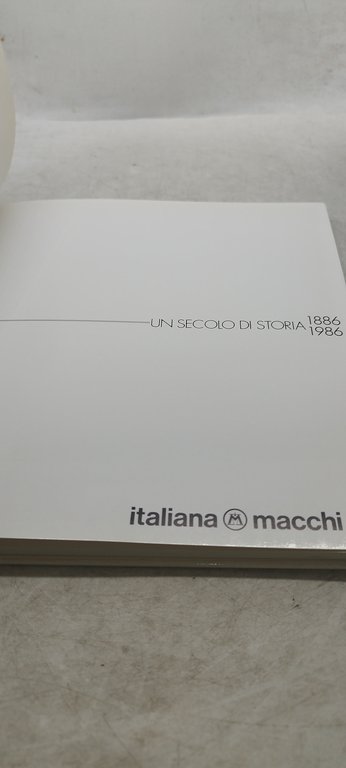 UN SECOLO DI STORIA 1886
1986
italiana M macchi